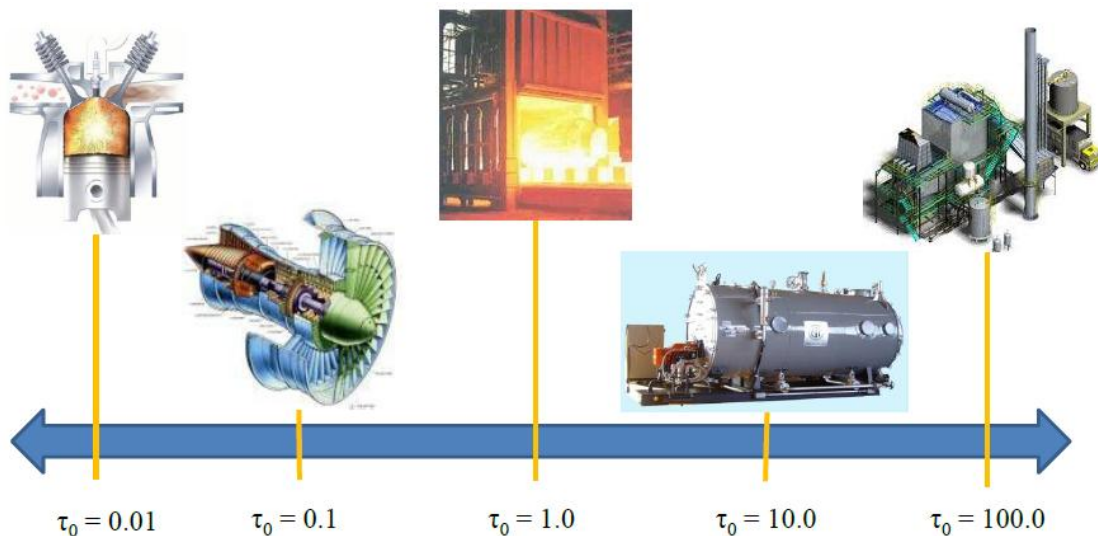 τ₀ = 0.01 τ₀ = 0.1 τ₀ = 1.0 τ₀ = 10.0 τ₀ = 100.0